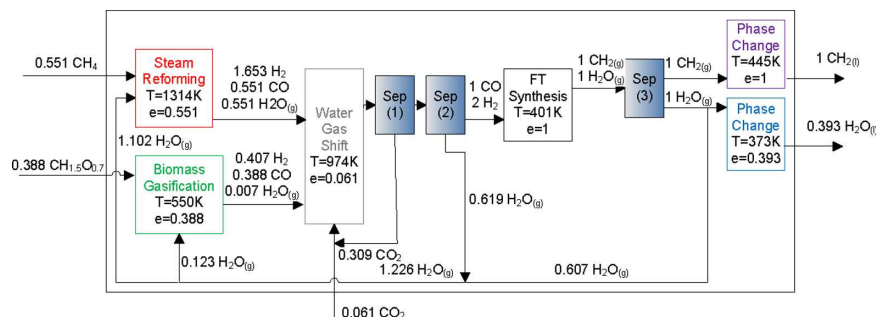 0.551 CH4
Steam
Reforming
T=1314K
e=0.551
1.653 H2
0.551 CO
0.551 H2O(g)
1.102 H2O(g)
0.388 CH1.5O0.7
Biomass
Gasification
T=550K
e=0.388
0.407 H2
0.388 CO
0.007 H2O(g)
0.123 H2O(g)
Water
Gas
Shift
T=974K
e=0.061
Sep
(1)
Sep
(2)
0.309 CO2
0.061 CO2
1 CO
2 H2
FT
Synthesis
T=401K
e=1
1 CH2(g)
1 H2O(g)
Sep
(3)
1 CH2(g)
1 H2O(g)
Phase
Change
T=445K
e=1
1 CH2(l)
Phase
Change
T=373K
e=0.393
0.393 H2O(l)
0.619 H2O(g)
1.226 H2O(g)
0.607 H2O(g)